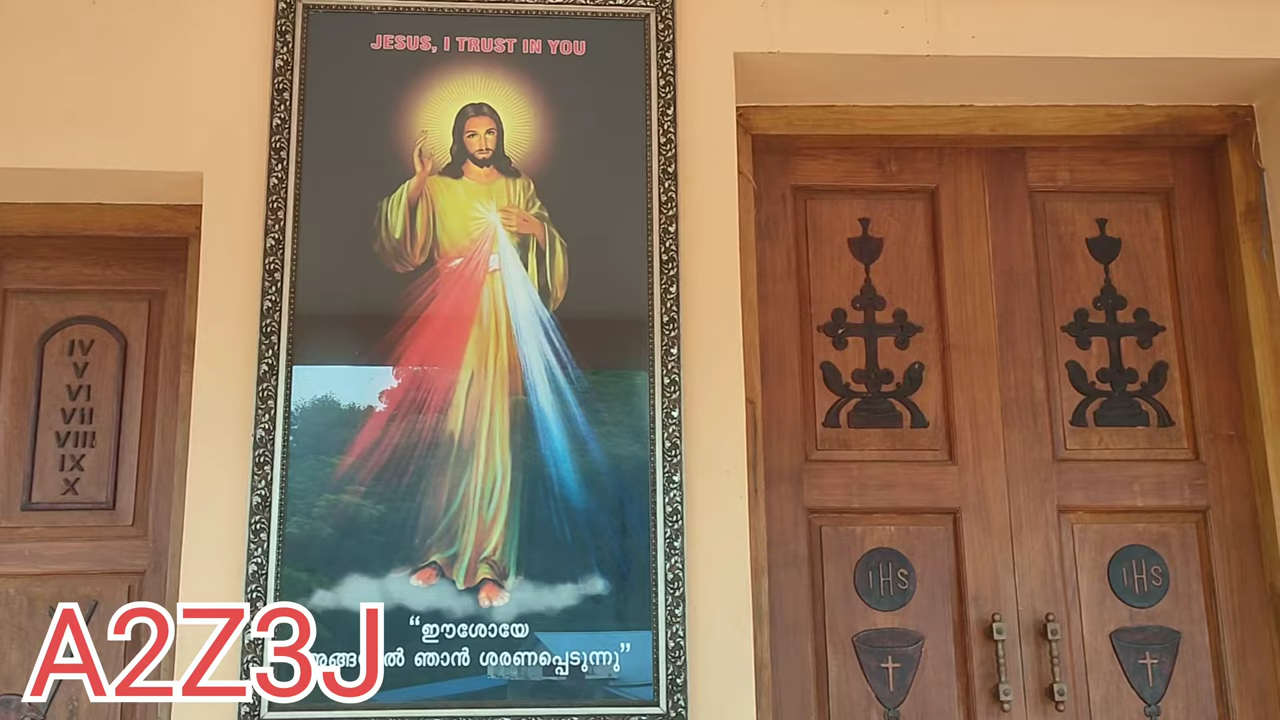 JESUS, I TRUST IN YOU
IV
V
VI
VII
VIII
IX
X
IHS
IHS
“ഈശോയേ
ഞാൻ ശരണപ്പെടുന്നു”
A2Z3J